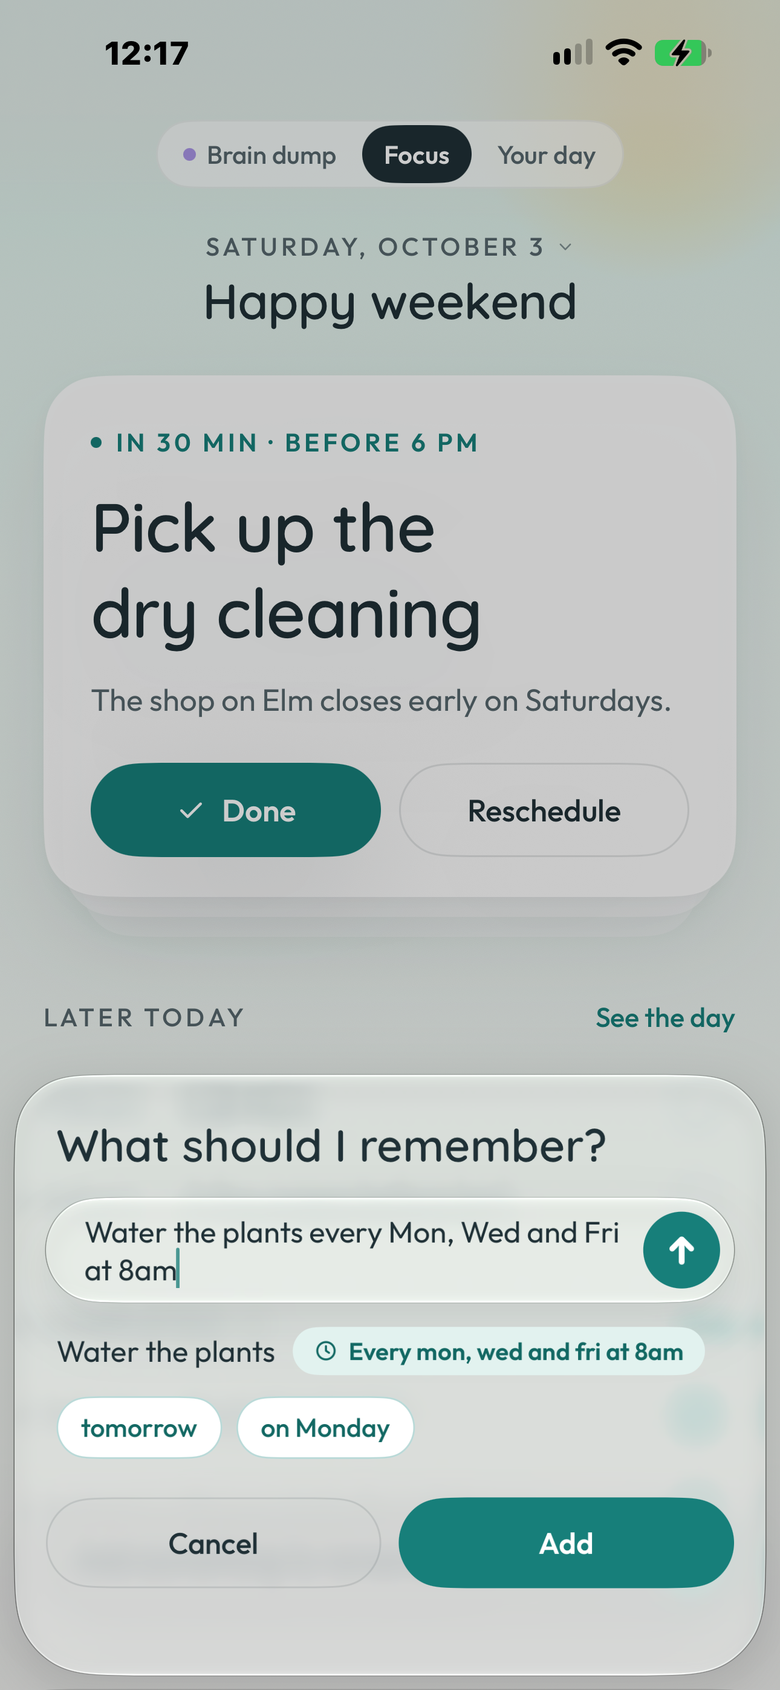 12:17
Brain dump Focus Your day
SATURDAY, OCTOBER 3
Happy weekend
IN 30 MIN · BEFORE 6 PM
Pick up the
dry cleaning
The shop on Elm closes early on Saturdays.
Done Reschedule
LATER TODAY See the day
What should I remember?
Water the plants every Mon, Wed and Fri
at 8am
Water the plants Every mon, wed and fri at 8am
tomorrow on Monday
Cancel Add